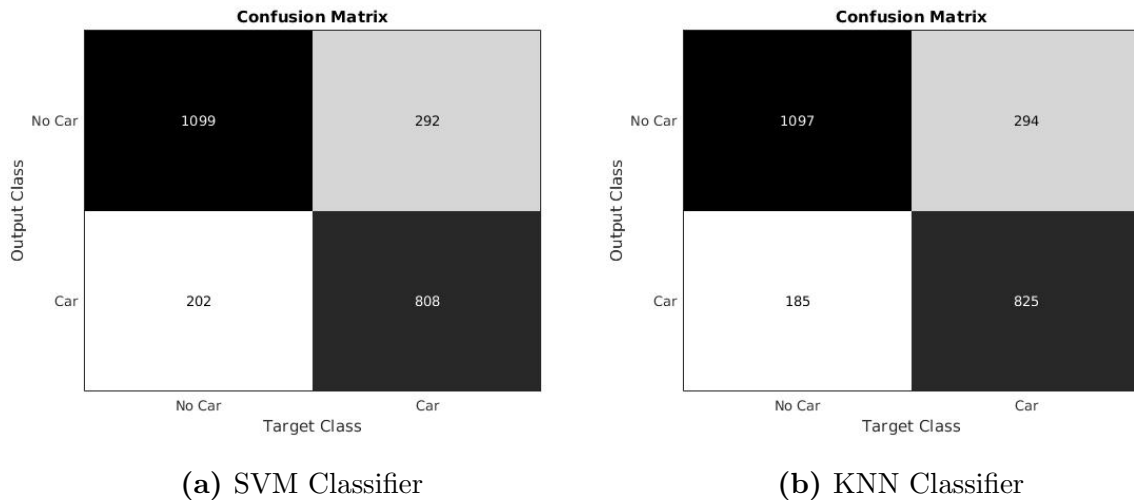 Confusion Matrix
No Car
1099
292
Output Class
Car
202
808
No Car
Car
Target Class
(a) SVM Classifier
Confusion Matrix
No Car
1097
294
Output Class
Car
185
825
No Car
Car
Target Class
(b) KNN Classifier